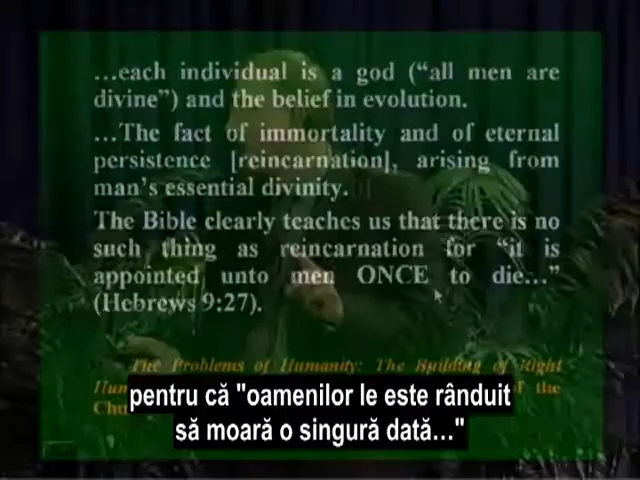 …each individual is a god (“all men are
divine”) and the belief in evolution.
…The fact of immortality and of eternal
persistence [reincarnation], arising from
man’s essential divinity.
The Bible clearly teaches us that there is no
such thing as reincarnation for “it is
appointed unto men ONCE to die…”
(Hebrews 9:27).
The Problems of Humanity: The Building of Right
of the
pentru că "oamenilor le este rânduit
să moară o singură dată..."